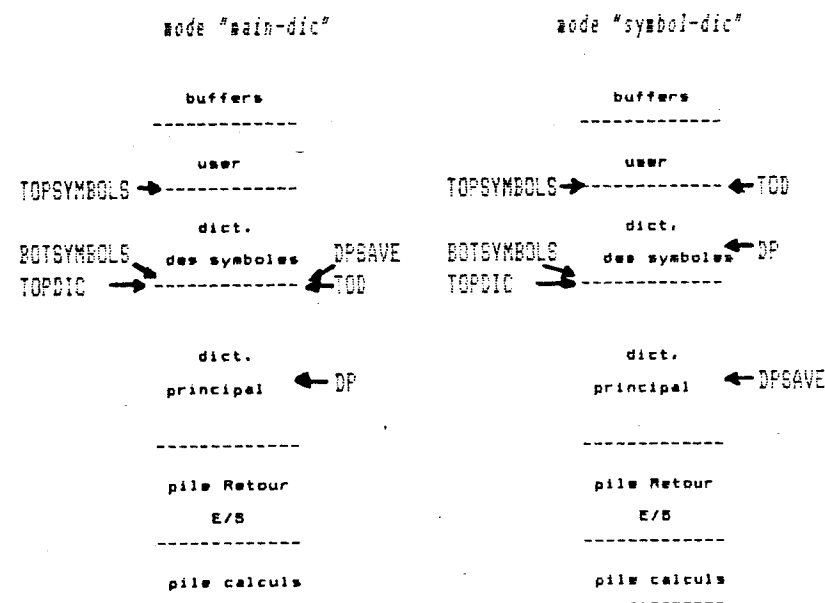 mode "main-dic"
buffers
user
TOPSYMBOLS
dict.
BOTSYMBOLS
des symboles
DPSAVE
TOPDIC
TOD
dict.
principal
DP
pile Retour
E/S
pile calculs
mode "symbol-dic"
buffers
user
TOPSYMBOLS
TOD
dict.
BOTSYMBOLS
des symboles
DP
TOPDIC
dict.
principal
DPSAVE
pile Retour
E/S
pile calculs